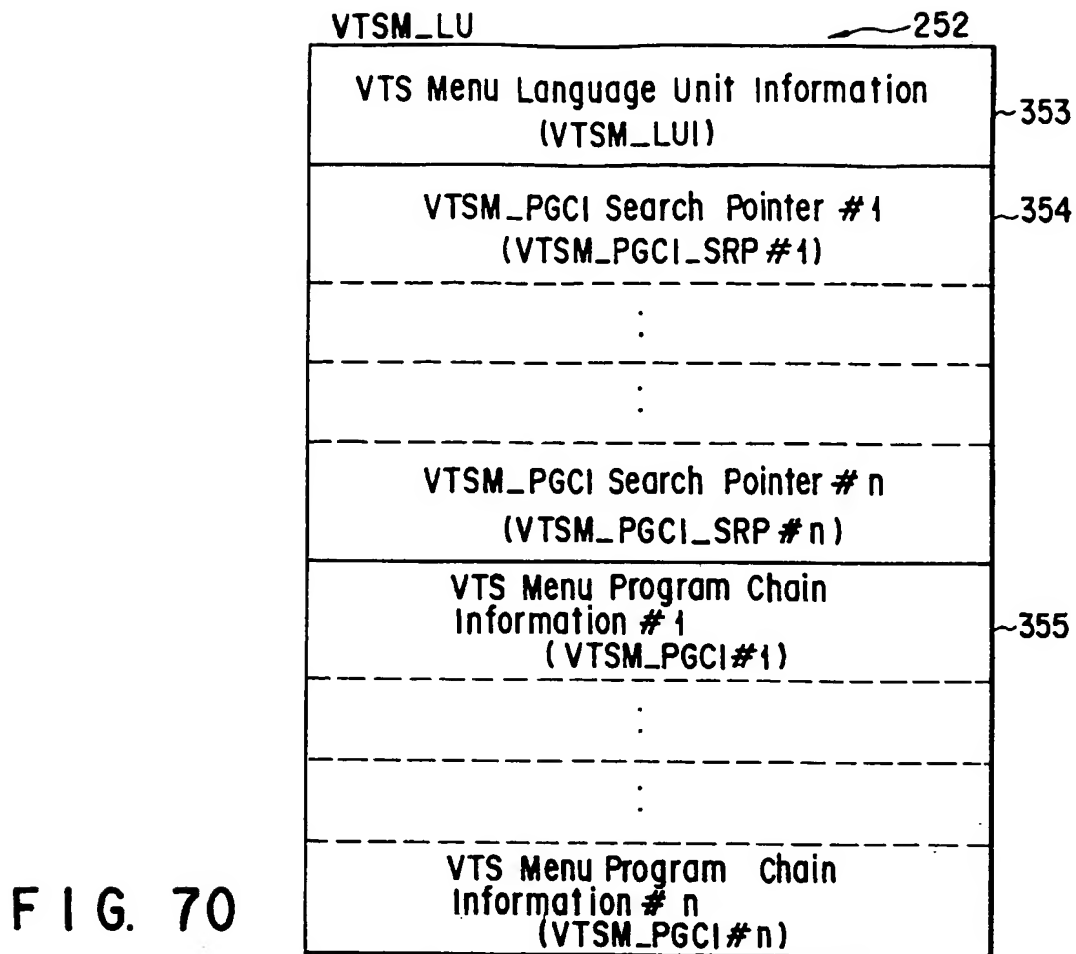 VTSM_LU 252
VTS Menu Language Unit Information
(VTSM_LUI)
353
VTSM_PGCI Search Pointer #1
(VTSM_PGCI_SRP #1)
354
VTSM_PGCI Search Pointer # n
(VTSM_PGCI_SRP # n)
VTS Menu Program Chain
Information # 1
(VTSM_PGCI#1)
355
VTS Menu Program Chain
Information # n
(VTSM_PGCI#n)
FIG. 70